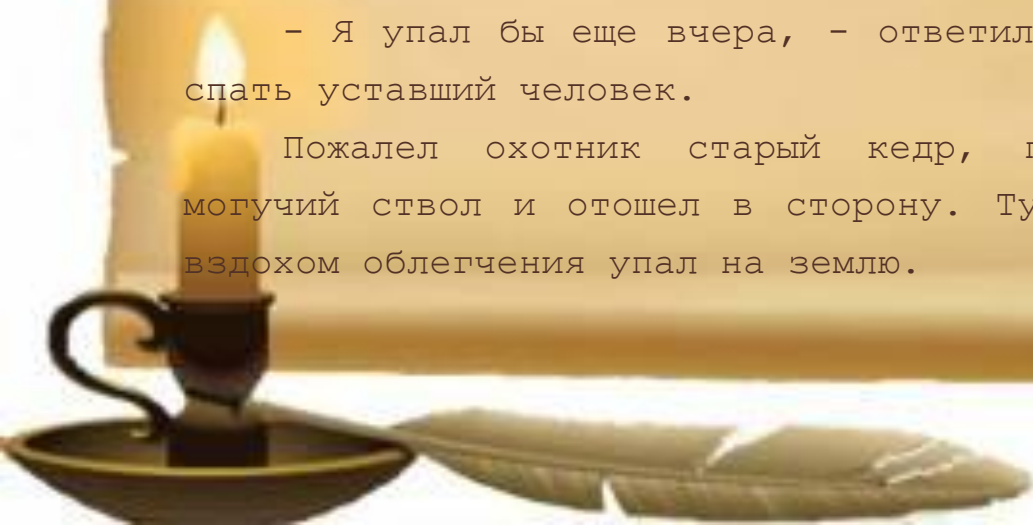 - Я упал бы еще вчера, - ответил
спать уставший человек.
Пожалел охотник старый кедр,
могучий ствол и отошел в сторону. Ту
вздохом облегчения упал на землю.